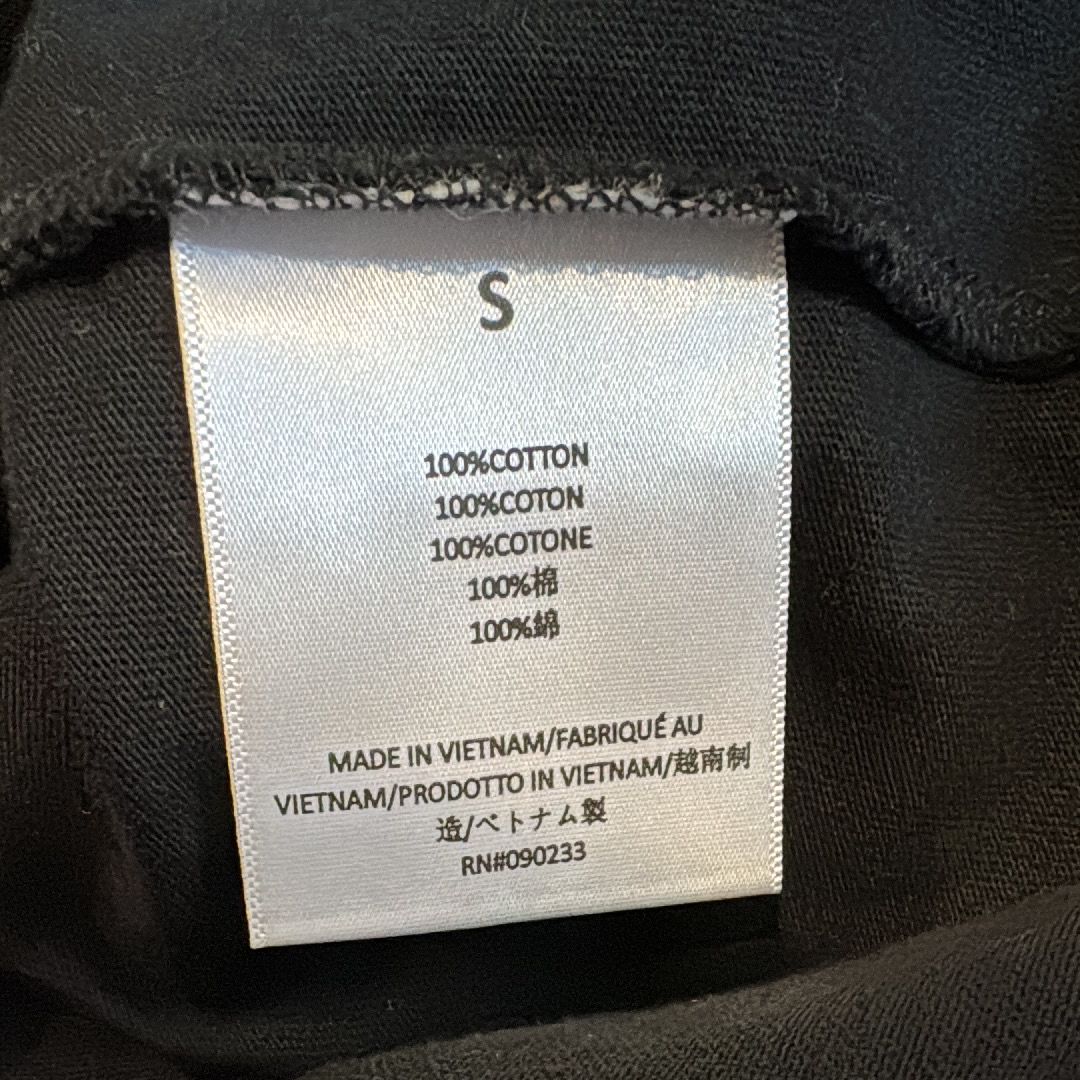 S
100%COTTON
100%COTON
100%COTONE
100%棉
100%綿
MADE IN VIETNAM/FABRIQUÉ AU
VIETNAM/PRODOTTO IN VIETNAM/越南制
造/ベトナム製
RN#090233